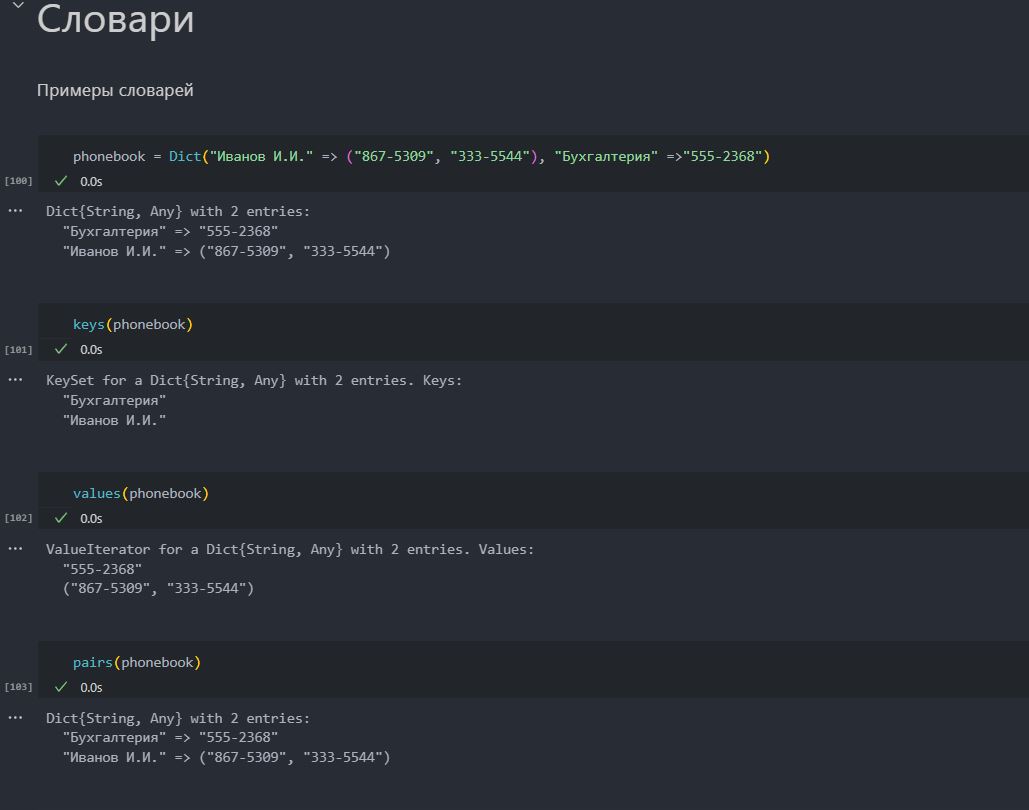 Словари
Примеры словарей
phonebook = Dict("Иванов И.И." => ("867-5309", "333-5544"), "Бухгалтерия" =>"555-2368")
[100] ✓ 0.0s
... Dict{String, Any} with 2 entries:
"Бухгалтерия" => "555-2368"
"Иванов И.И." => ("867-5309", "333-5544")
keys(phonebook)
[101] ✓ 0.0s
... KeySet for a Dict{String, Any} with 2 entries. Keys:
"Бухгалтерия"
"Иванов И.И."
values(phonebook)
[102] ✓ 0.0s
... ValueIterator for a Dict{String, Any} with 2 entries. Values:
"555-2368"
("867-5309", "333-5544")
pairs(phonebook)
[103] ✓ 0.0s
... Dict{String, Any} with 2 entries:
"Бухгалтерия" => "555-2368"
"Иванов И.И." => ("867-5309", "333-5544")